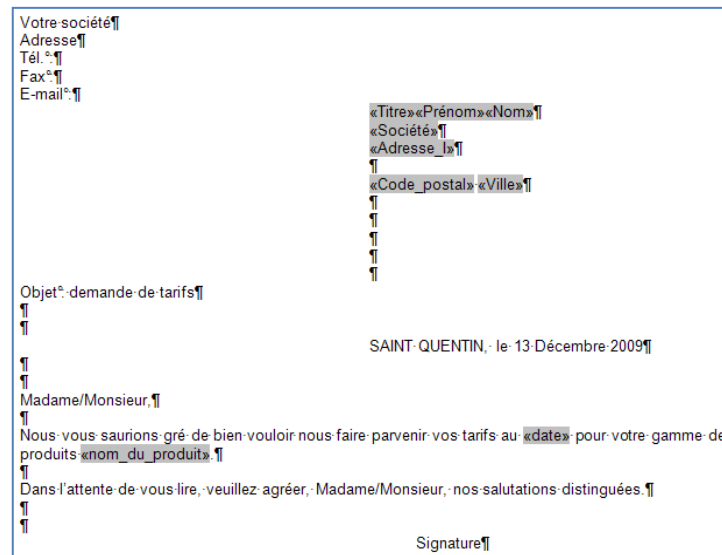 Votre société¶
Adresse¶
Tél.°:¶
Fax°:¶
E-mail°:¶
«Titre»«Prénom»«Nom»¶
«Société»¶
«Adresse_l»¶
¶
«Code_postal»·«Ville»¶
¶
¶
¶
¶
¶
Objet°:·demande·de·tarifs¶
¶
¶
SAINT·QUENTIN,·le·13·Décembre·2009¶
¶
¶
Madame/Monsieur,¶
¶
Nous·vous·saurions·gré·de·bien·vouloir·nous·faire·parvenir·vos·tarifs·au·«date»·pour·votre·gamme·de
produits·«nom_du_produit».¶
¶
Dans·l'attente·de·vous·lire,·veuillez·agréer,·Madame/Monsieur,·nos·salutations·distinguées.¶
¶
¶
Signature¶